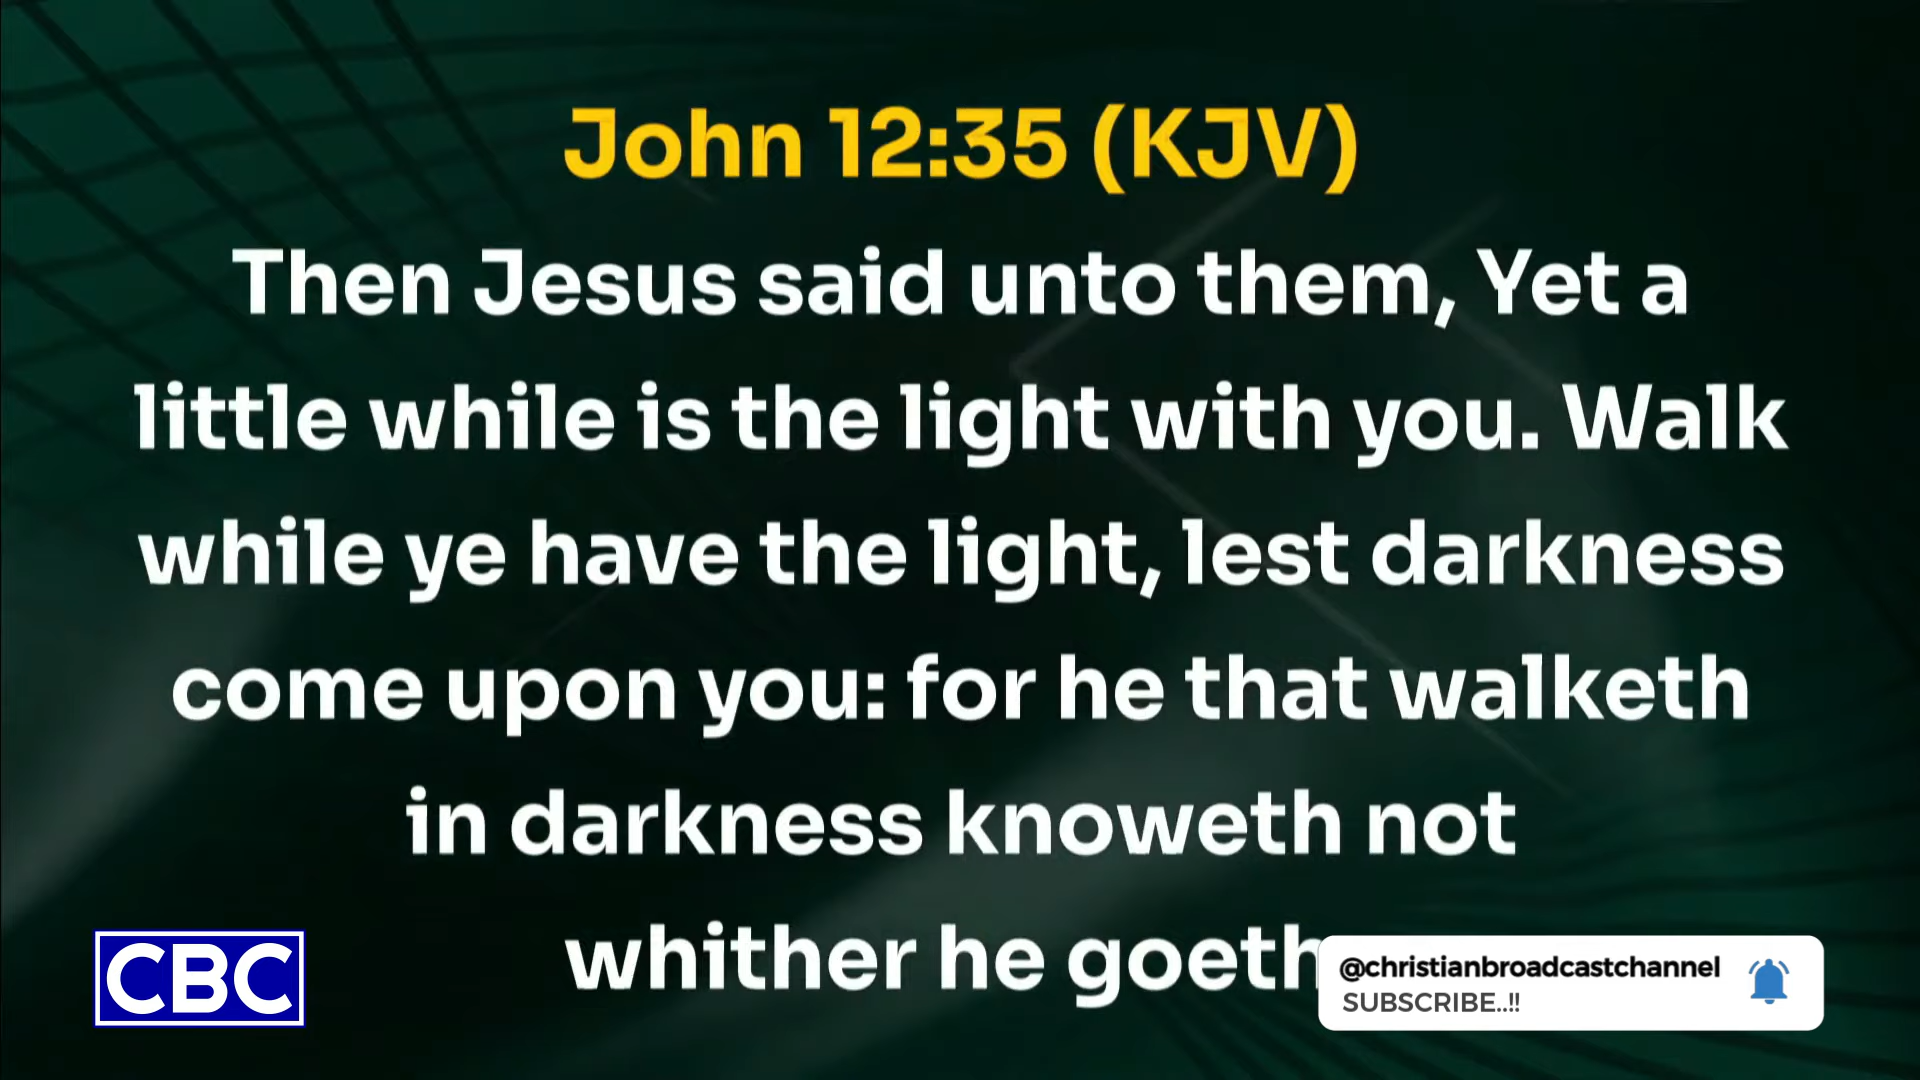 John 12:35 (KJV)
Then Jesus said unto them, Yet a
little while is the light with you. Walk
while ye have the light, lest darkness
come upon you: for he that walketh
in darkness knoweth not
whither he goeth
CBC
@christianbroadcastchannel
SUBSCRIBE..!!